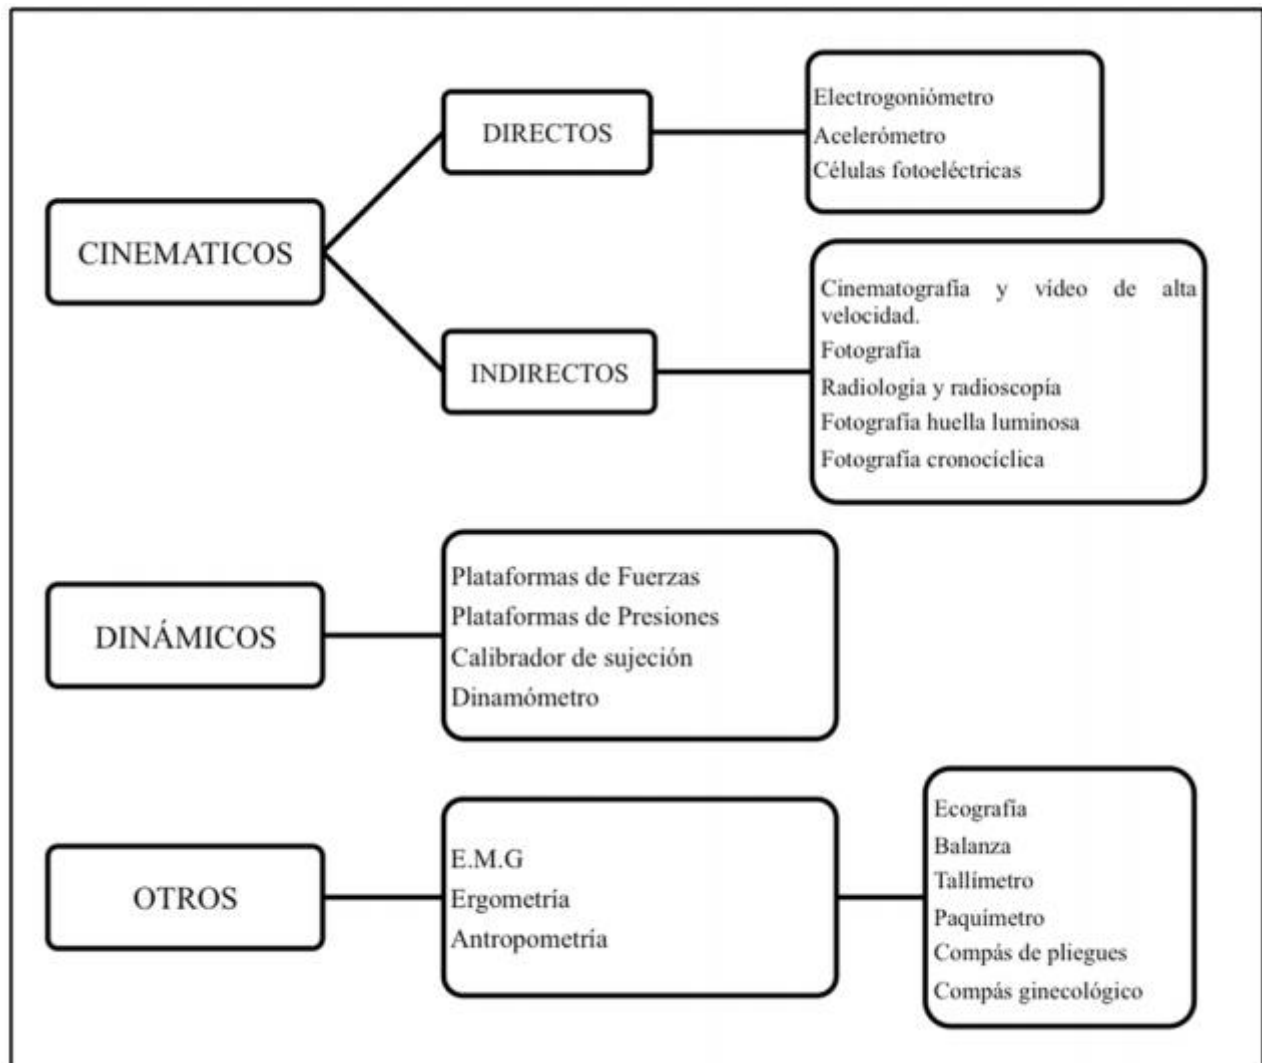 CINEMATICOS
DIRECTOS
Electrogoniómetro
Acelerómetro
Células fotoeléctricas
INDIRECTOS
Cinematografía y vídeo de alta
velocidad.
Fotografía
Radiología y radioscopía
Fotografía huella luminosa
Fotografía cronocíclica
DINÁMICOS
Plataformas de Fuerzas
Plataformas de Presiones
Calibrador de sujeción
Dinamómetro
OTROS
E.M.G
Ergometría
Antropometría
Ecografía
Balanza
Tallímetro
Paquímetro
Compás de pliegues
Compás ginecológico